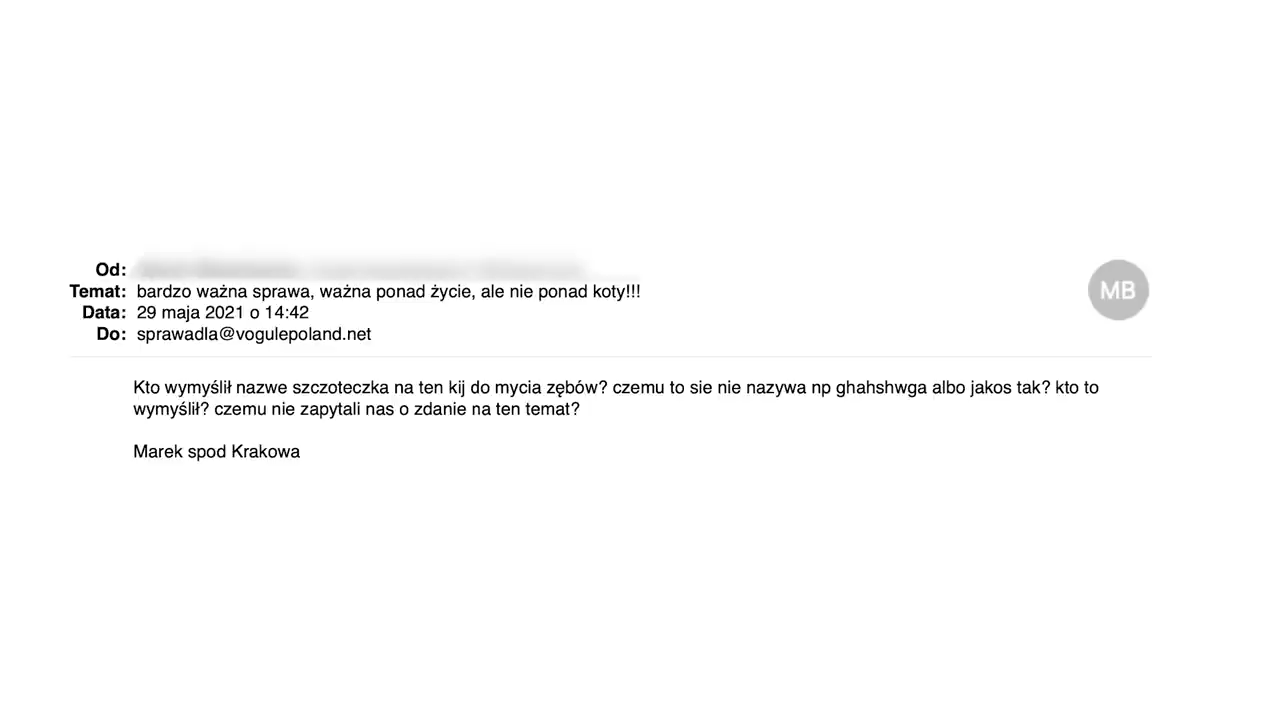 Od:
Temat: bardzo ważna sprawa, ważna ponad życie, ale nie ponad koty!!!
Data: 29 maja 2021 o 14:42
Do: sprawadla@vogulepoland.net
MB
Kto wymyślił nazwe szczoteczka na ten kij do mycia zębów? czemu to sie nie nazywa np ghahshwga albo jakos tak? kto to
wymyślił? czemu nie zapytali nas o zdanie na ten temat?
Marek spod Krakowa